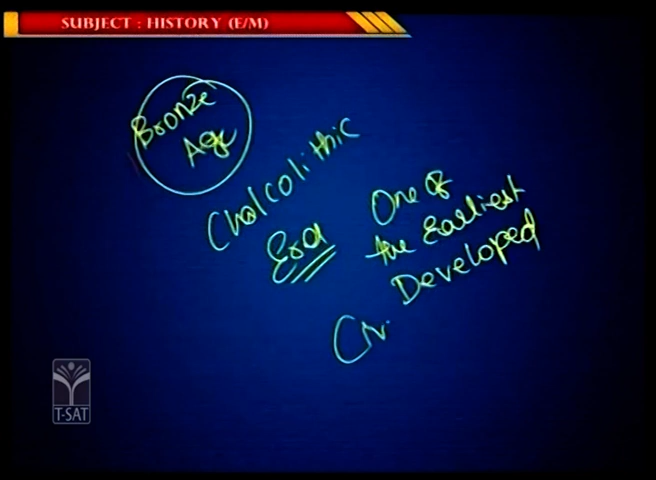 SUBJECT : HISTORY (E/M)
Bronze
Age
Chalcolithic
Era
One of
the Earliest
Developed
Civ.
T-SAT